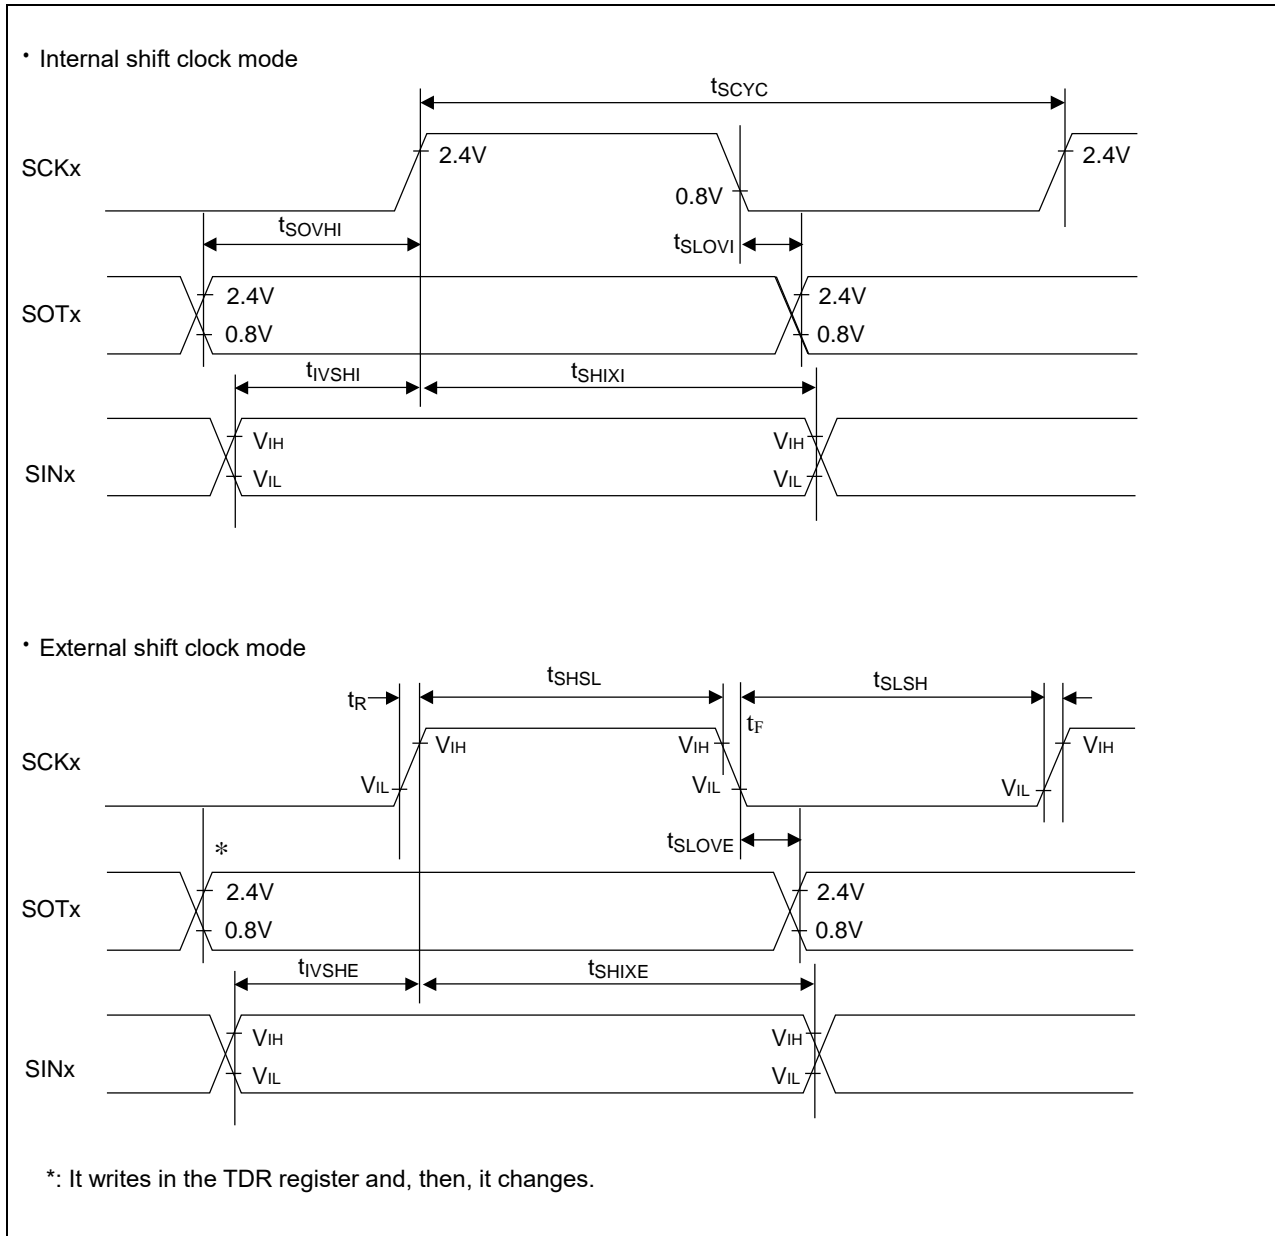 ・Internal shift clock mode
tSCYC
SCKx
2.4V
2.4V
0.8V
tSOVHI
tSLOVI
SOTx
2.4V
2.4V
0.8V
0.8V
tIVSHI
tSHIXI
SINx
VIH
VIH
VIL
VIL
・External shift clock mode
tSHSL
tSLSH
tR
tF
SCKx
VIH
VIH
VIH
VIL
VIL
VIL
tSLOVE
*
SOTx
2.4V
2.4V
0.8V
0.8V
tIVSHE
tSHIXE
SINx
VIH
VIH
VIL
VIL
*: It writes in the TDR register and, then, it changes.